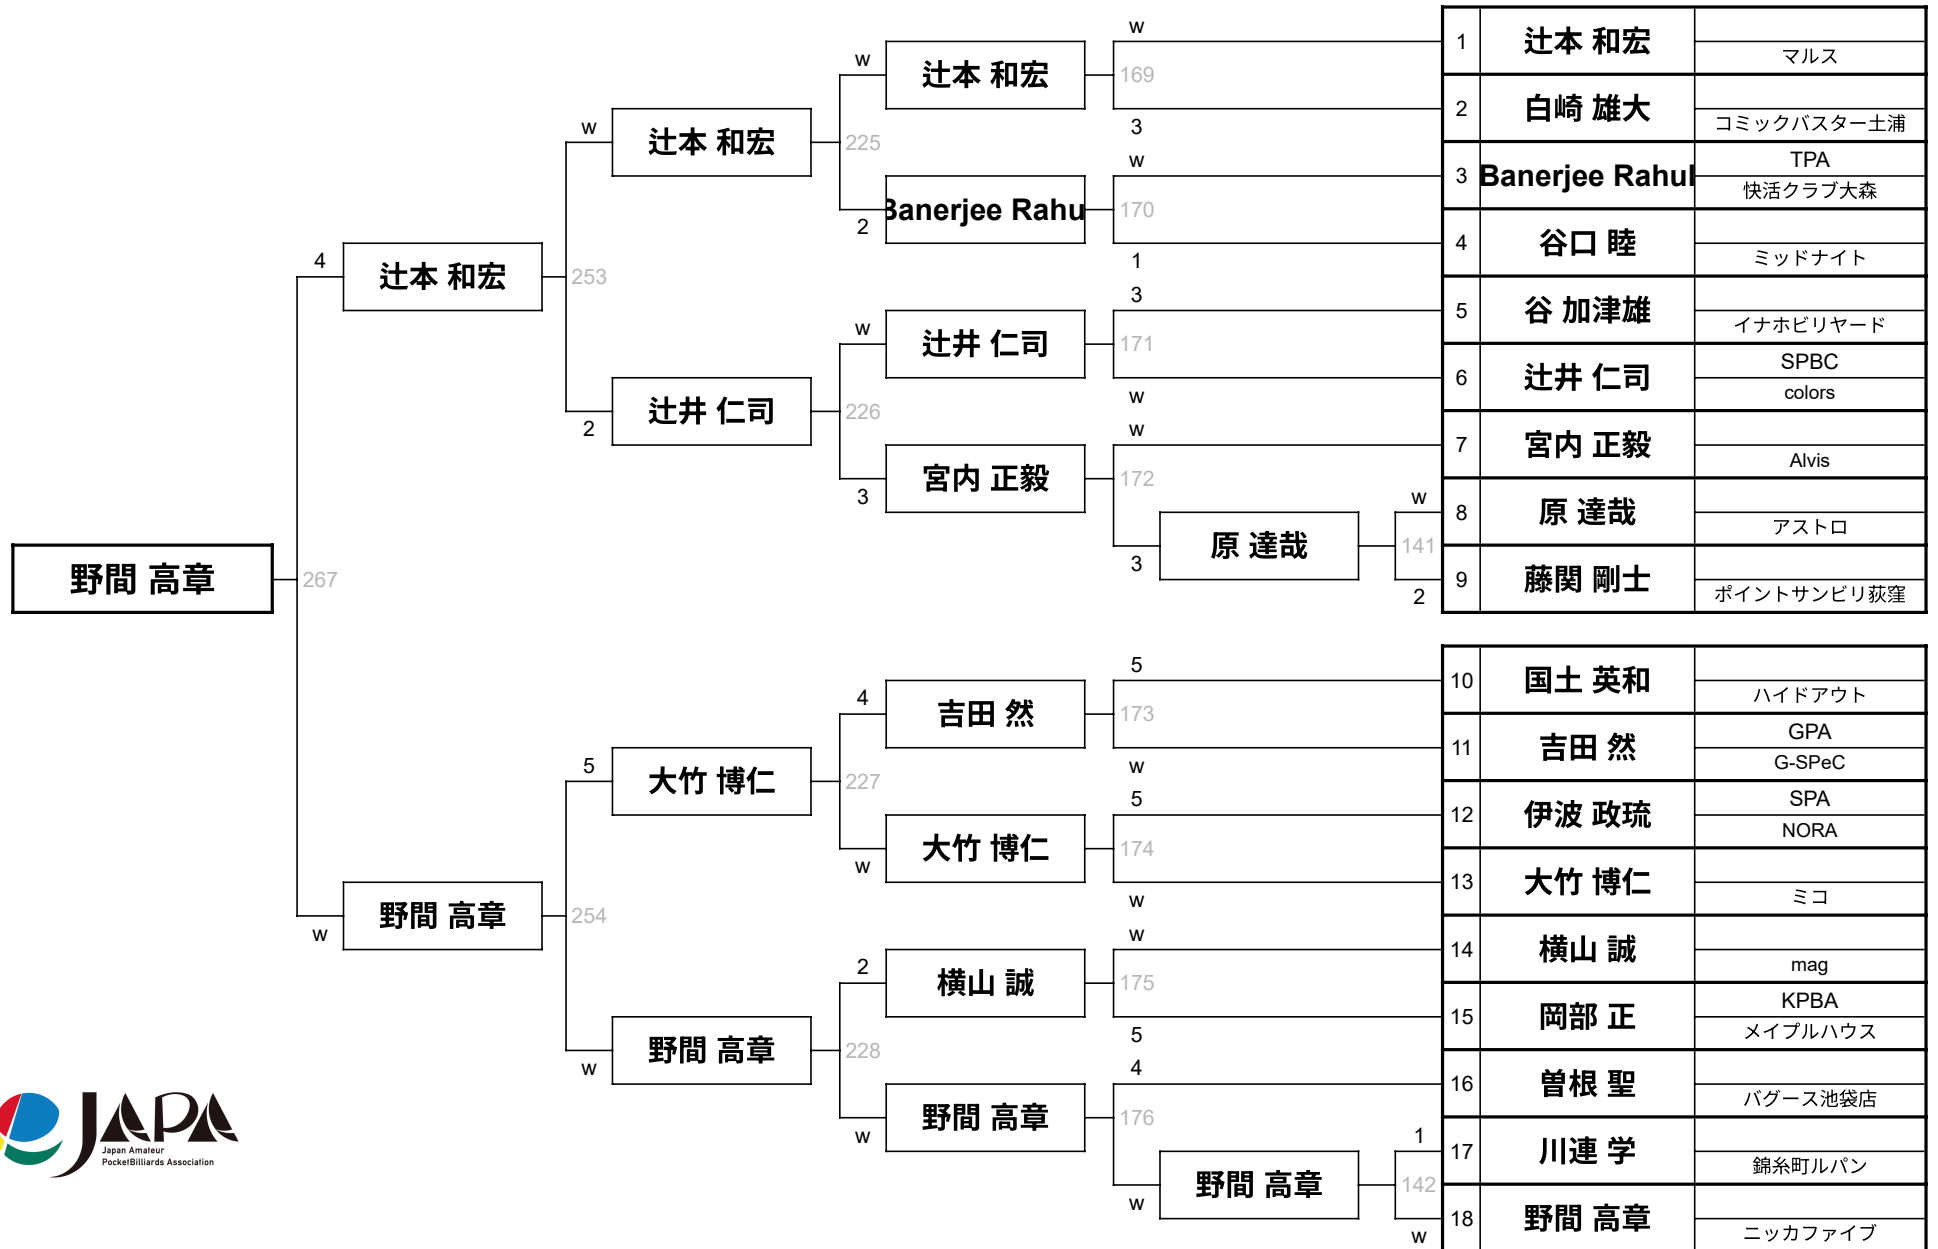 野間 高章
267
4
辻本 和宏
253
w
辻本 和宏
225
w
辻本 和宏
169
w
3
2
Banerjee Rahu
170
w
1
2
辻井 仁司
226
w
辻井 仁司
171
3
w
3
宮内 正毅
172
w
3
原 達哉
141
w
2
w
野間 高章
254
5
大竹 博仁
227
4
吉田 然
173
5
w
w
大竹 博仁
174
5
w
w
野間 高章
228
2
横山 誠
175
w
5
w
野間 高章
176
4
w
野間 高章
142
1
w
1 辻本 和宏
マルス
2 白崎 雄大
コミックバスター土浦
3 Banerjee Rahul
TPA
快活クラブ大森
4 谷口 睦
ミッドナイト
5 谷 加津雄
イナホビリヤード
6 辻井 仁司
SPBC
colors
7 宮内 正毅
Alvis
8 原 達哉
アストロ
9 藤関 剛士
ポイントサンビリ荻窪
10 国土 英和
ハイドアウト
11 吉田 然
GPA
G-SPeC
12 伊波 政琉
SPA
NORA
13 大竹 博仁
ミコ
14 横山 誠
mag
15 岡部 正
KPBA
メイプルハウス
16 曽根 聖
バグース池袋店
17 川連 学
錦糸町ルパン
18 野間 高章
ニッカファイブ
JAPA
Japan Amateur
PocketBilliards Association